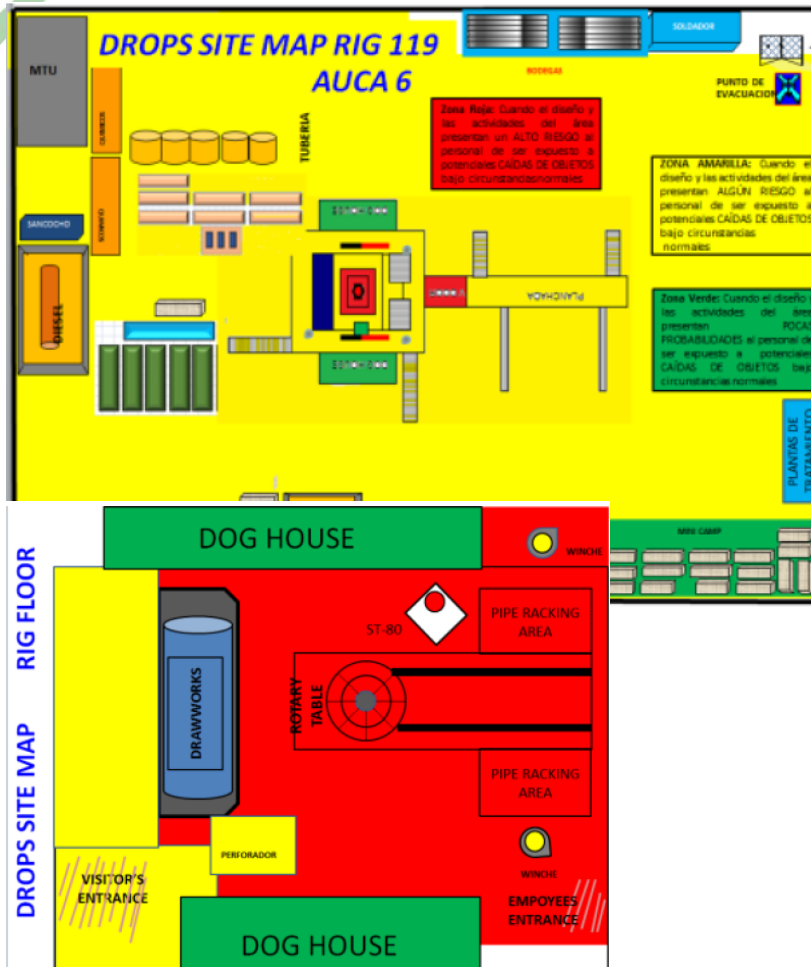 DROPS SITE MAP RIG 119
AUCA 6
MTU
SOLDADOR
BODEGAS
PUNTO DE
EVACUACION
TUBERIA
Zona Roja: Cuando el diseño y
las actividades del área
presentan un ALTO RIESGO al
personal de ser expuesto a
potenciales CAÍDAS DE OBJETOS
bajo circunstancias normales
ZONA AMARILLA: Cuando el
diseño y las actividades del área
presentan ALGÚN RIESGO a
personal de ser expuesto a
potenciales CAÍDAS DE OBJETOS
bajo circunstancias
normales
SANCOCHO
DIESEL
PLANCHADA
Zona Verde: Cuando el diseño
las actividades del área
presentan POCAS
PROBABILIDADES al personal de
ser expuesto a potenciales
CAÍDAS DE OBJETOS bajo
circunstancias normales
PLANTAS DE
TRATAMIENTO
MINI CAMP
DROPS SITE MAP RIG FLOOR
DOG HOUSE
WINCHE
ST-80
PIPE RACKING
AREA
DRAWWORKS
ROTARY
TABLE
PIPE RACKING
AREA
PERFORADOR
WINCHE
VISITOR'S
ENTRANCE
EMPOYEES
ENTRANCE
DOG HOUSE